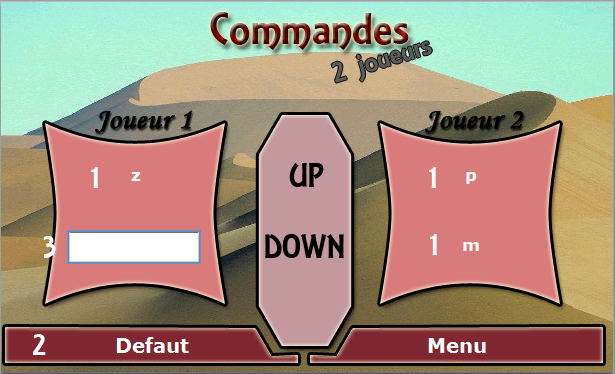 Commandes
2 joueurs
Joueur 1
Joueur 2
1 z
UP
1 p
3
DOWN
1 m
2 Defaut
Menu